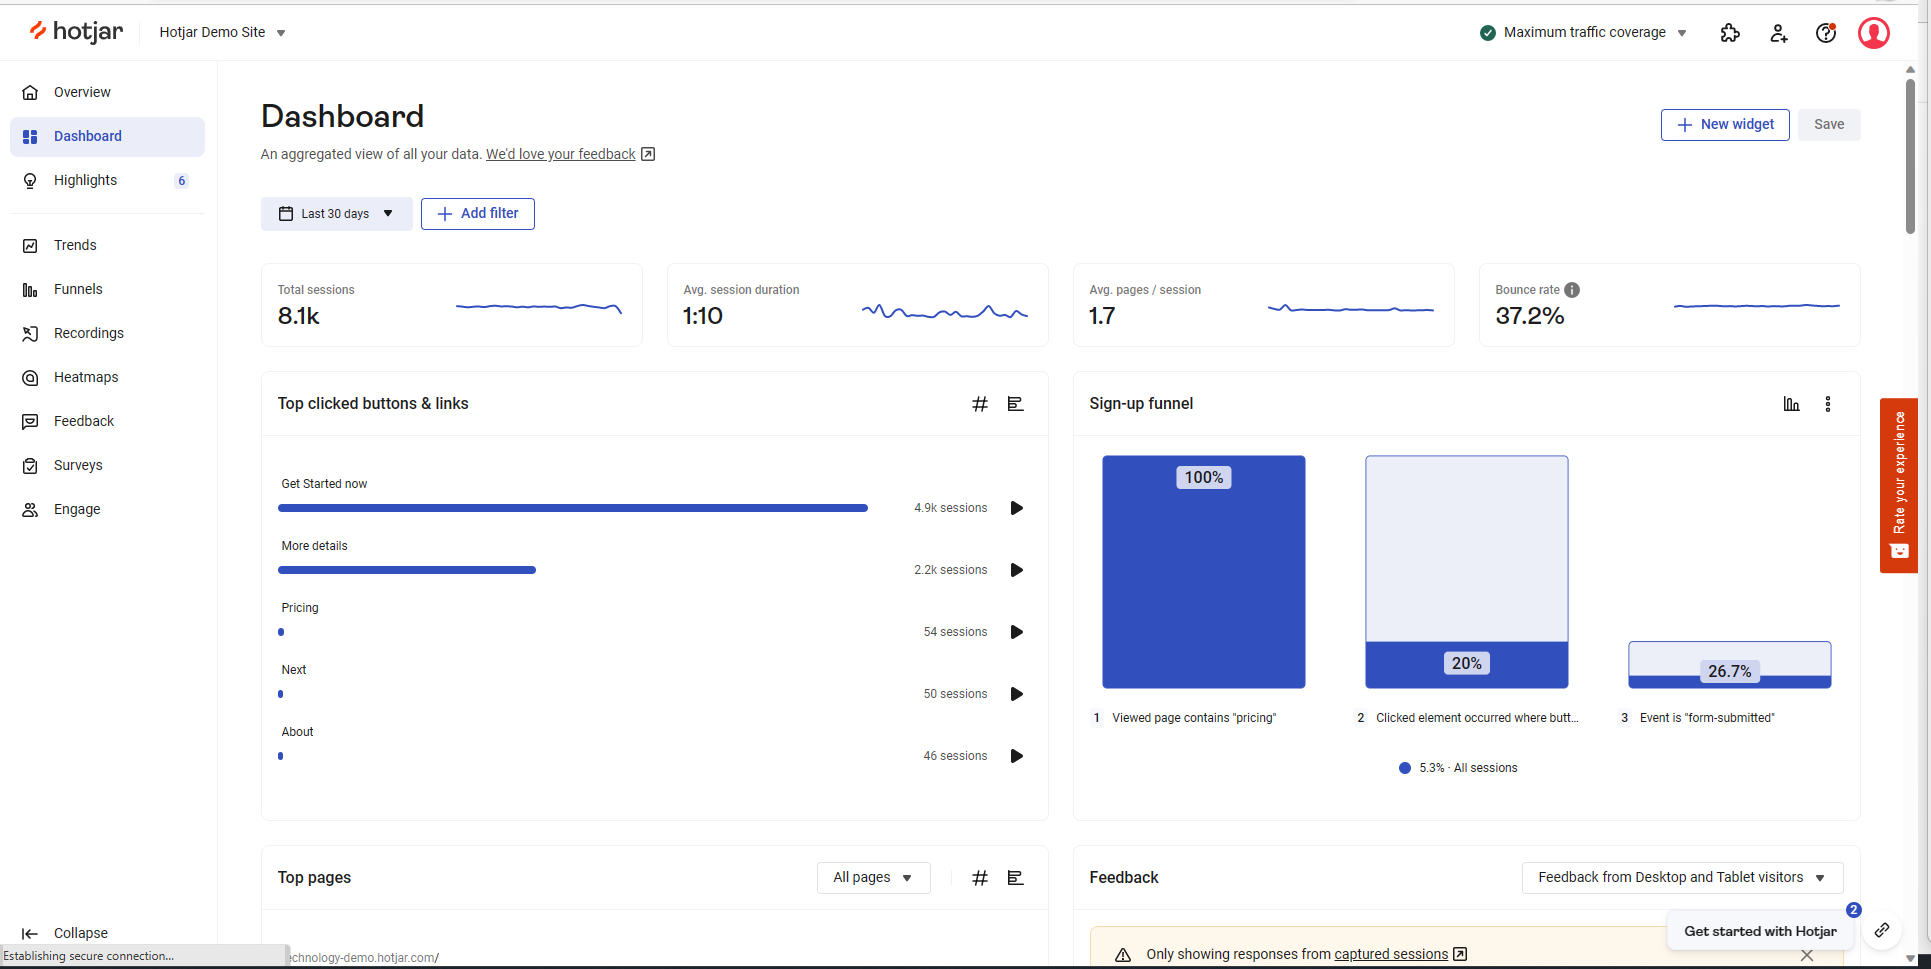 hotjar
Hotjar Demo Site
Maximum traffic coverage
Overview
Dashboard
Highlights 6
Trends
Funnels
Recordings
Heatmaps
Feedback
Surveys
Engage
Collapse
Establishing secure connection...
Dashboard
An aggregated view of all your data. We'd love your feedback
New widget
Save
Last 30 days
Add filter
Total sessions
8.1k
Avg. session duration
1:10
Avg. pages / session
1.7
Bounce rate
37.2%
Top clicked buttons & links
Get Started now
4.9k sessions
More details
2.2k sessions
Pricing
54 sessions
Next
50 sessions
About
46 sessions
Sign-up funnel
100%
20%
26.7%
1 Viewed page contains "pricing"
2 Clicked element occurred where butt...
3 Event is "form-submitted"
5.3% · All sessions
Rate your experience
Top pages
All pages
echnology-demo.hotjar.com/
Feedback
Feedback from Desktop and Tablet visitors
Only showing responses from captured sessions
2
Get started with Hotjar